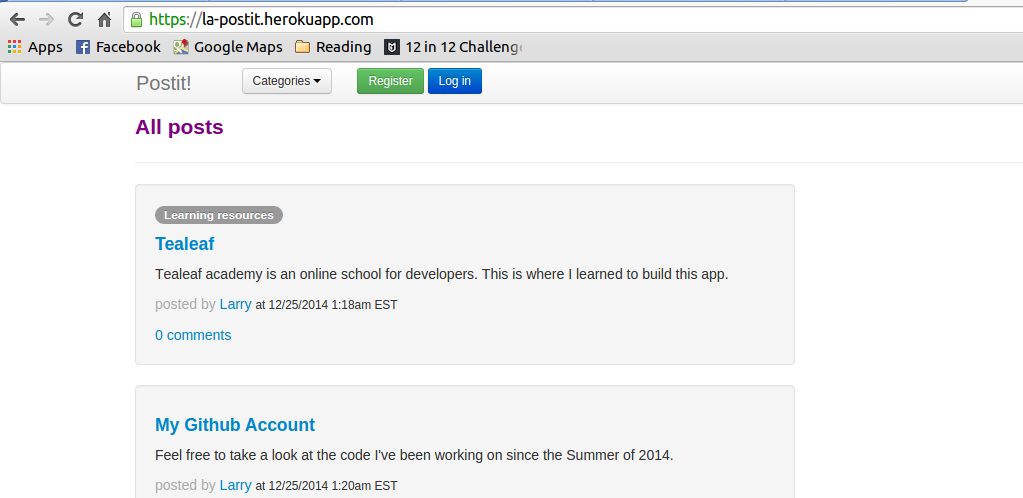 https://la-postit.herokuapp.com
Apps Facebook Google Maps Reading 12 in 12 Challeng
Postit! Categories Register Log in
All posts
Learning resources
Tealeaf
Tealeaf academy is an online school for developers. This is where I learned to build this app.
posted by Larry at 12/25/2014 1:18am EST
0 comments
My Github Account
Feel free to take a look at the code I've been working on since the Summer of 2014.
posted by Larry at 12/25/2014 1:20am EST